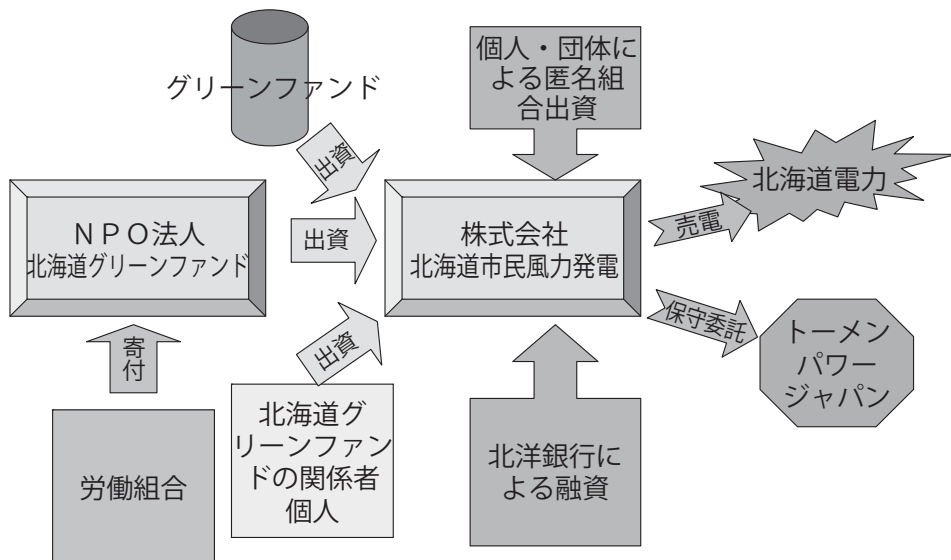 グリーンファンド
個人・団体に
よる匿名組
合出資
出資
北海道電力
売電
ＮＰＯ法人
北海道グリーンファンド
出資
株式会社
北海道市民風力発電
保守委託
トーメン
パワー
ジャパン
寄
付
出資
労働組合
北海道グ
リーンファン
ドの関係者
個人
北洋銀行に
よる融資